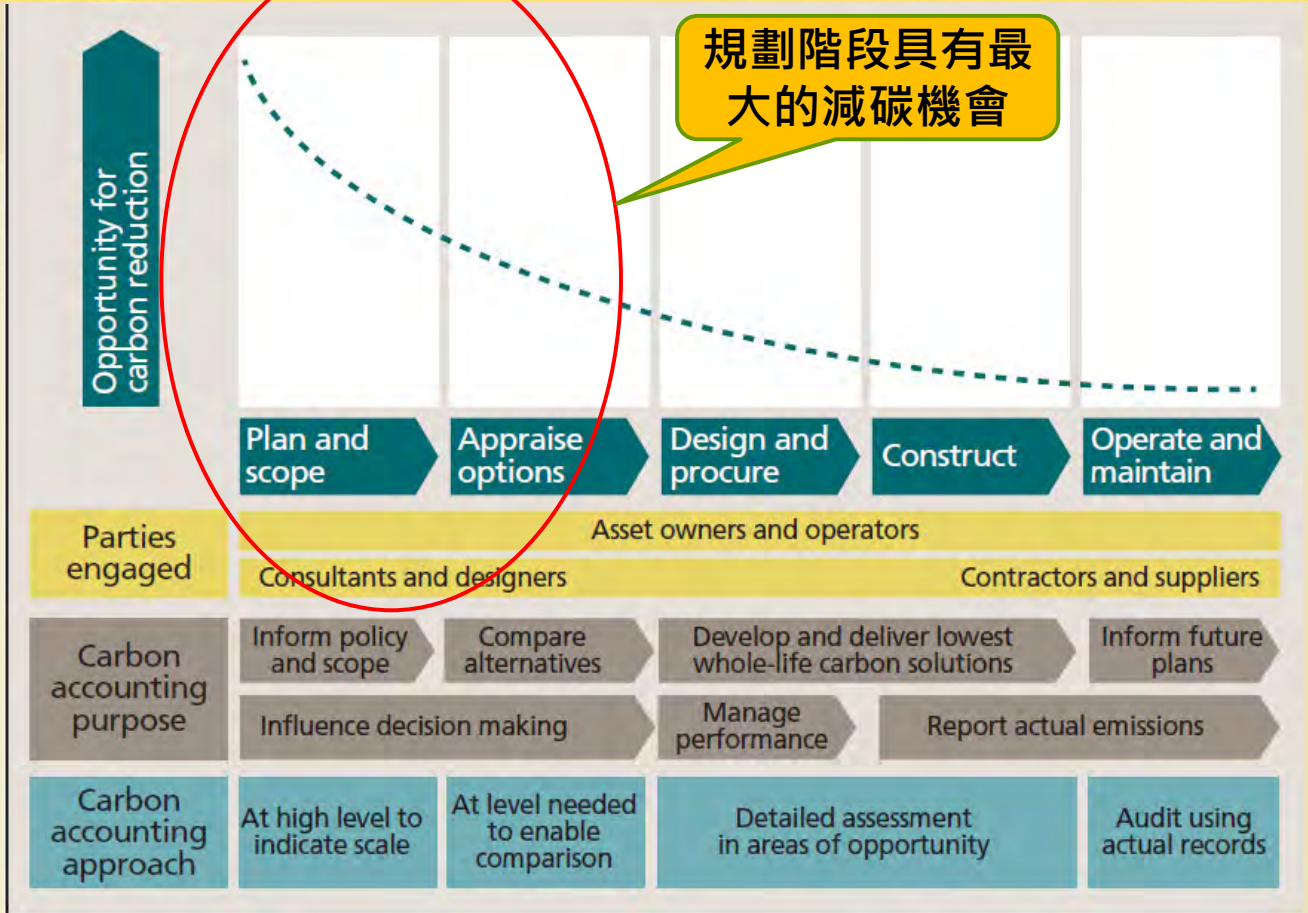 規劃階段具有最
大的減碳機會
Opportunity for
carbon reduction
Plan and
scope
Appraise
options
Design and
procure
Construct
Operate and
maintain
Parties
engaged
Asset owners and operators
Consultants and designers
Contractors and suppliers
Carbon
accounting
purpose
Inform policy
and scope
Compare
alternatives
Develop and deliver lowest
whole-life carbon solutions
Inform future
plans
Influence decision making
Manage
performance
Report actual emissions
Carbon
accounting
approach
At high level to
indicate scale
At level needed
to enable
comparison
Detailed assessment
in areas of opportunity
Audit using
actual records